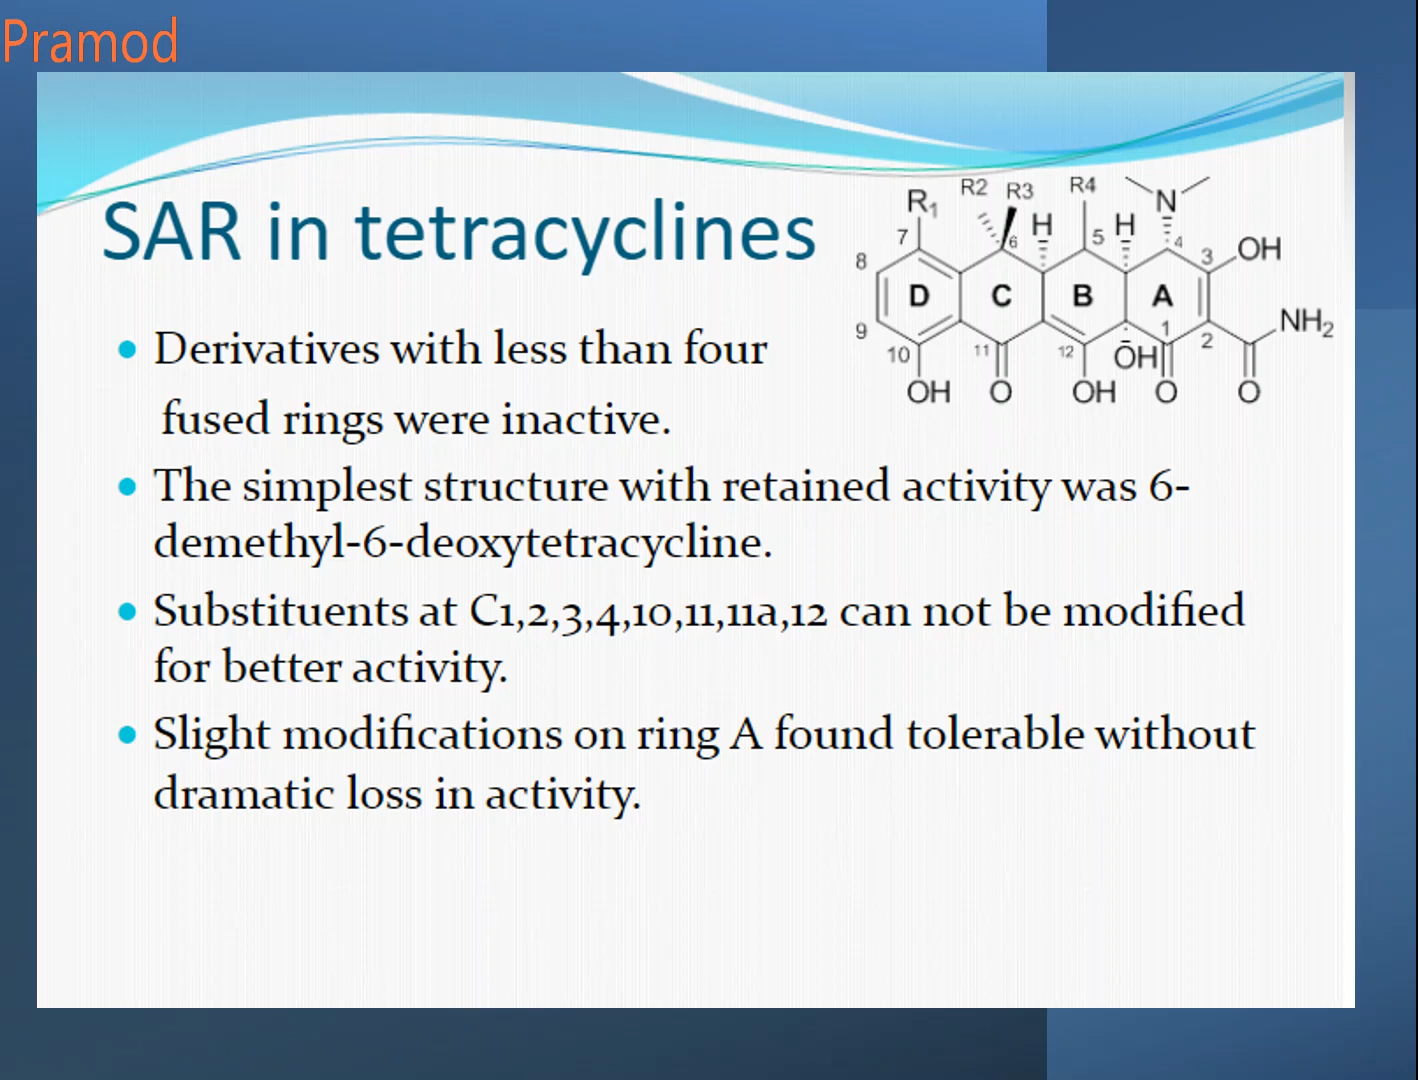 Pramod
SAR in tetracyclines
R1 R2 R3 H R4 H N
7 6 5 4 3 OH
8 D C B A
9 10 11 12 1 2 NH2
OH O OH OH O O
• Derivatives with less than four
fused rings were inactive.
• The simplest structure with retained activity was 6-
demethyl-6-deoxytetracycline.
• Substituents at C1,2,3,4,10,11,11a,12 can not be modified
for better activity.
• Slight modifications on ring A found tolerable without
dramatic loss in activity.